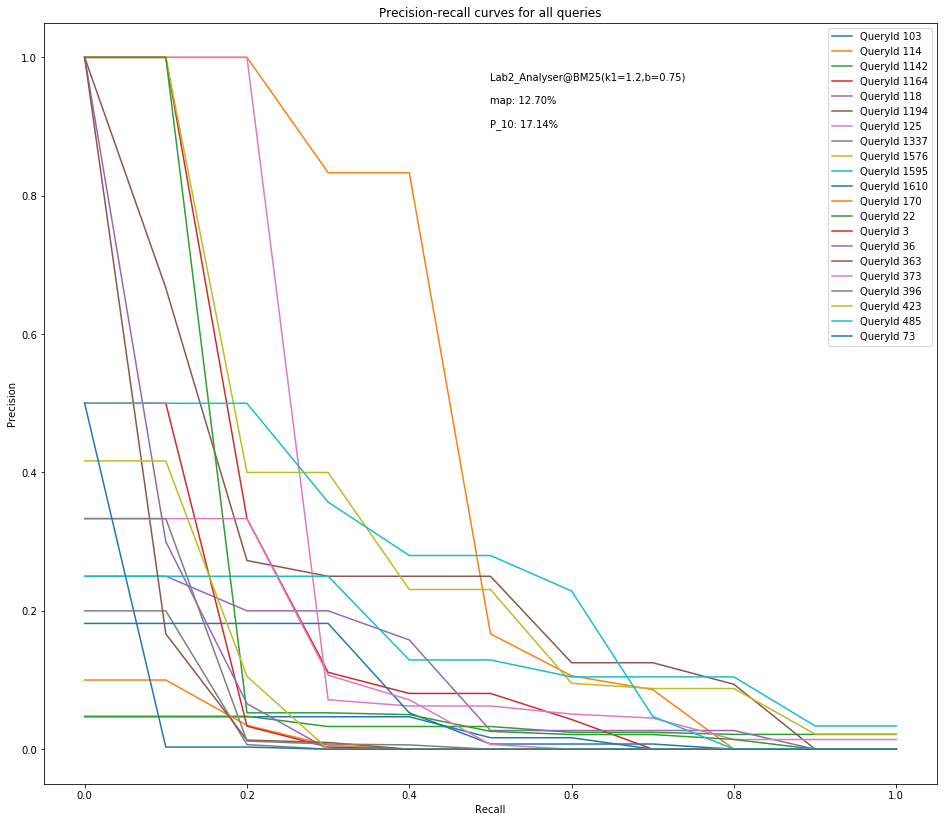 Precision-recall curves for all queries
Lab2_Analyser@BM25(k1=1.2,b=0.75)
map: 12.70%
P_10: 17.14%
QueryId 103
QueryId 114
QueryId 1142
QueryId 1164
QueryId 118
QueryId 1194
QueryId 125
QueryId 1337
QueryId 1576
QueryId 1595
QueryId 1610
QueryId 170
QueryId 22
QueryId 3
QueryId 36
QueryId 363
QueryId 373
QueryId 396
QueryId 423
QueryId 485
QueryId 73
Precision
1.0
0.8
0.6
0.4
0.2
0.0
0.0 0.2 0.4 0.6 0.8 1.0
Recall